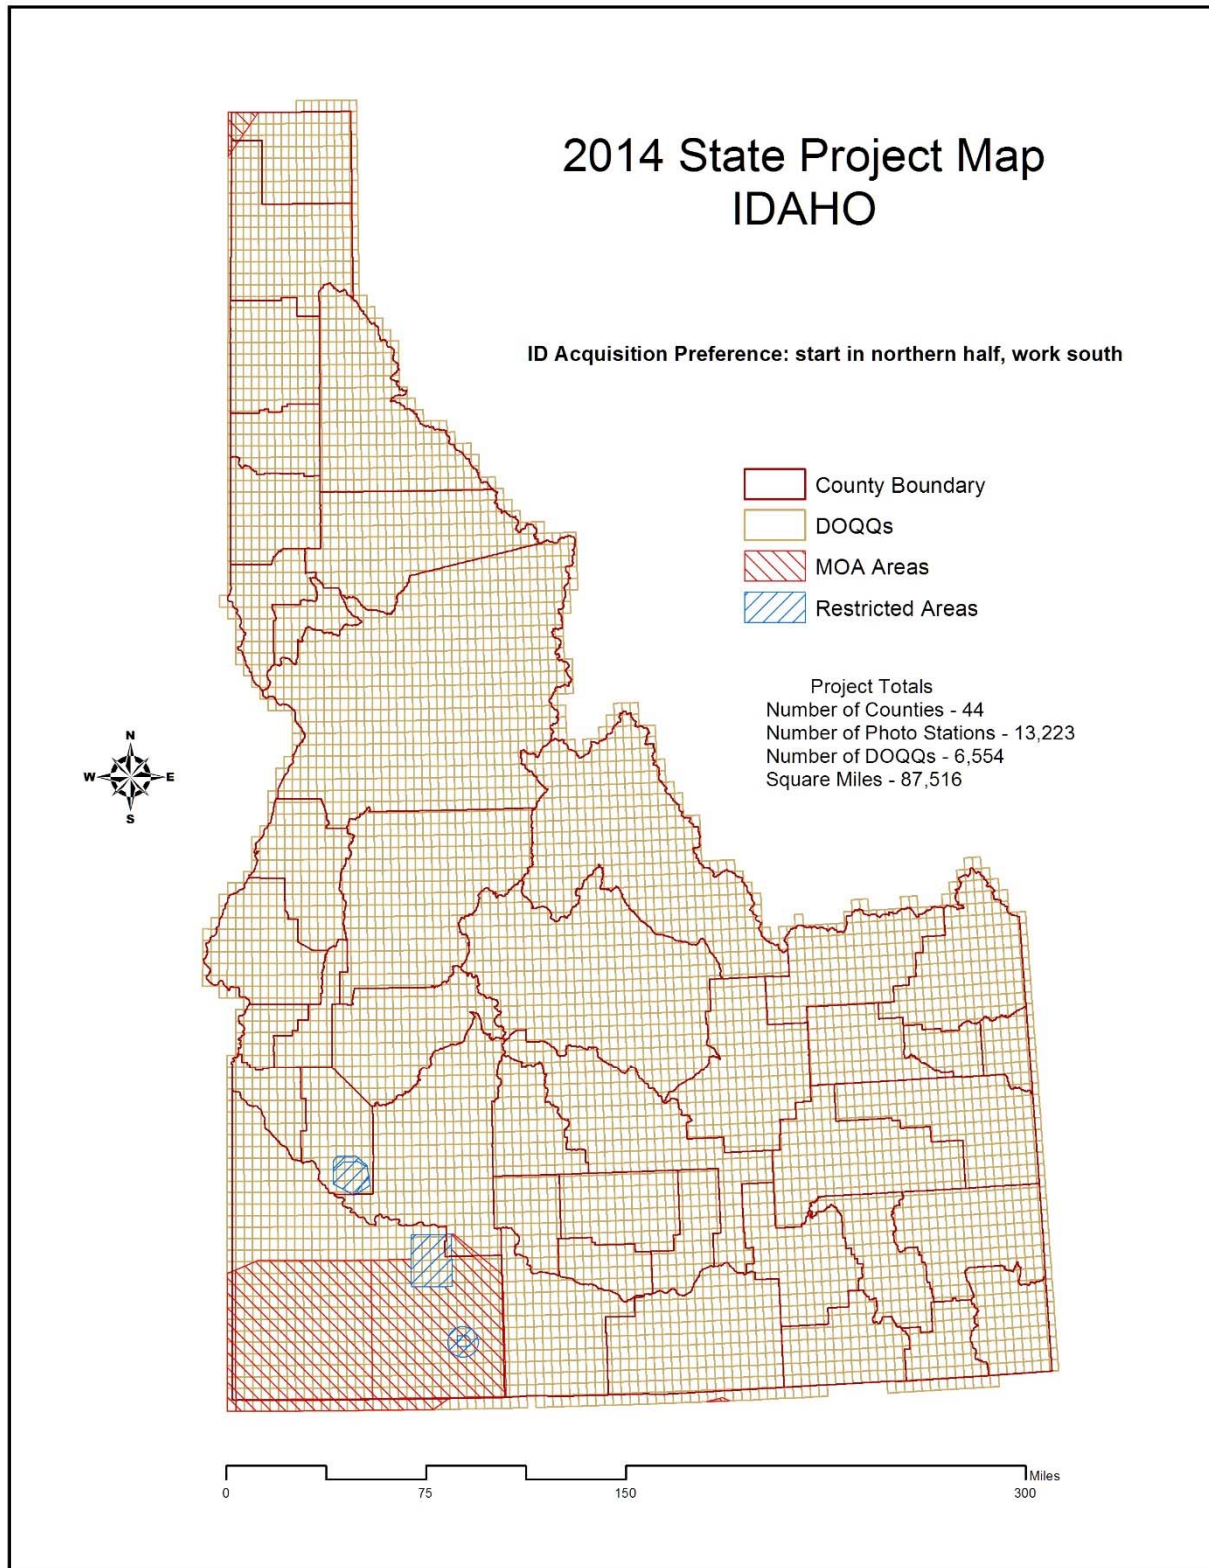 2014 State Project Map
IDAHO
ID Acquisition Preference: start in northern half, work south
County Boundary
DOQQs
MOA Areas
Restricted Areas
Project Totals
Number of Counties - 44
Number of Photo Stations - 13,223
Number of DOQQs - 6,554
Square Miles - 87,516
N
W E
S
Miles
0 75 150 300